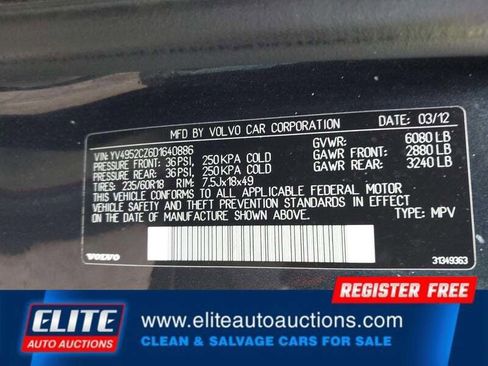 MFD BY VOLVO CAR CORPORATION DATE: 03/12
VIN: YV4952CZ6D1640886 GVWR: 6080 LB
PRESSURE FRONT: 36 PSI, 250 KPA COLD GAWR FRONT: 2880 LB
PRESSURE REAR: 36 PSI, 250 KPA COLD GAWR REAR: 3240 LB
TIRES: 235/60R18 RIM: 7.5Jx18x49
THIS VEHICLE CONFORMS TO ALL APPLICABLE FEDERAL MOTOR
VEHICLE SAFETY AND THEFT PREVENTION STANDARDS IN EFFECT
ON DATE OF MANUFACTURE SHOWN ABOVE. TYPE: MPV
VOLVO 31349363
REGISTER FREE!
ELITE
AUTO AUCTIONS
www.eliteautoauctions.com
CLEAN & SALVAGE CARS FOR SALE